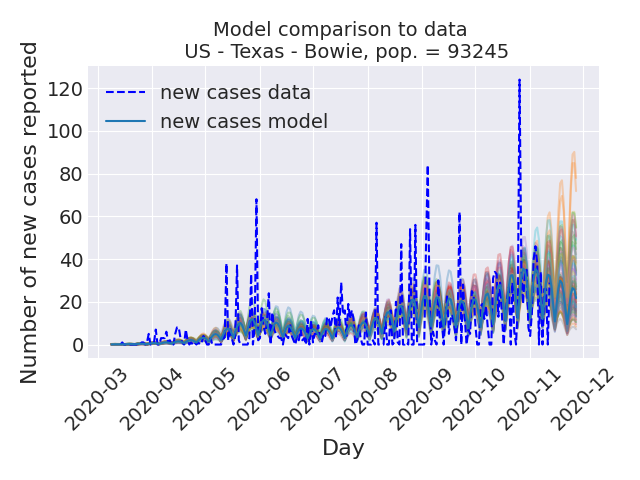 Model comparison to data
US - Texas - Bowie, pop. = 93245
Number of new cases reported
120
100
80
60
40
20
0
new cases data
new cases model
2020-03
2020-04
2020-05
2020-06
2020-07
2020-08
2020-09
2020-10
2020-11
2020-12
Day